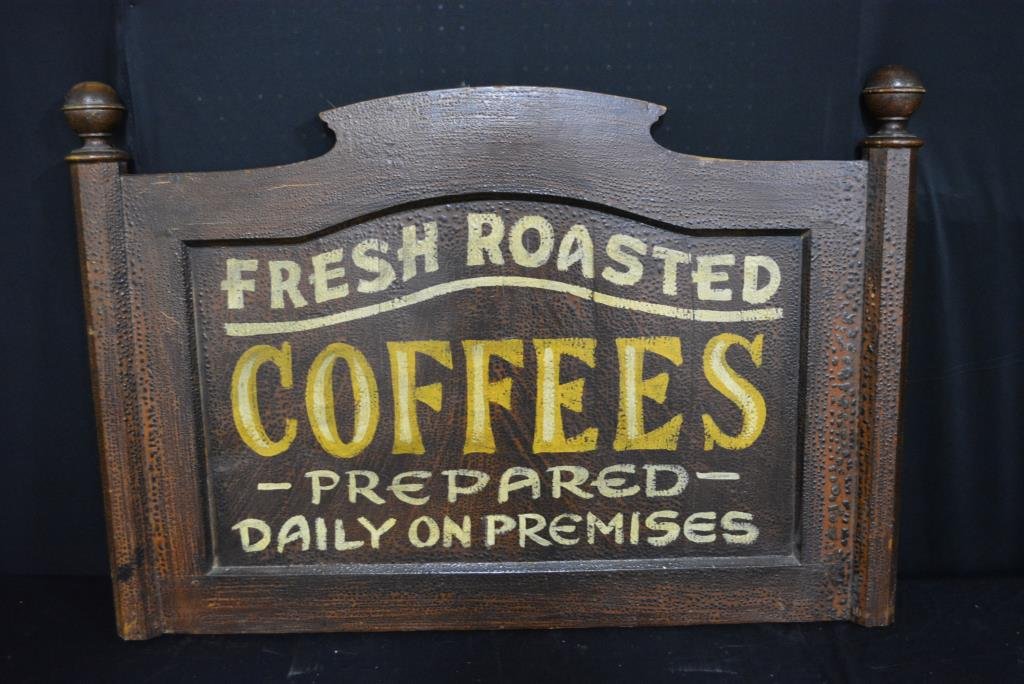 FRESH ROASTED
COFFEES
- PREPARED -
DAILY ON PREMISES